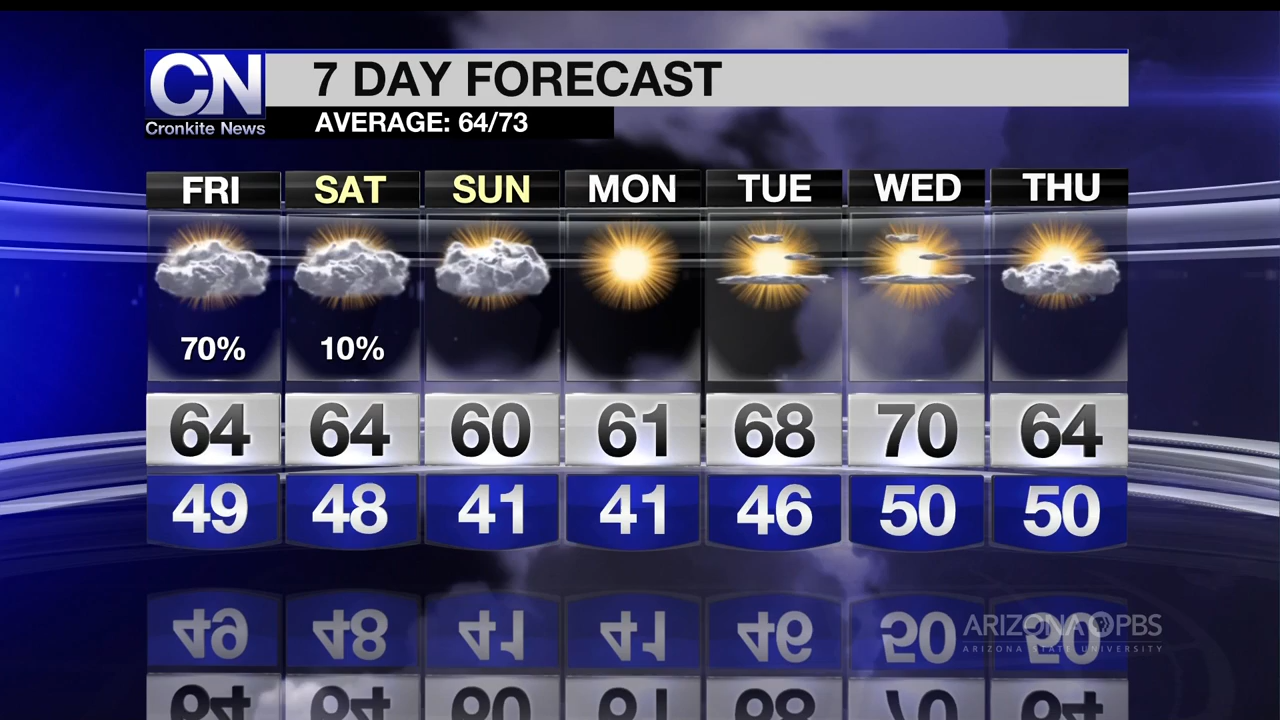 CN
Cronkite News
7 DAY FORECAST
AVERAGE: 64/73
FRI SAT SUN MON TUE WED THU
70% 10%
64 64 60 61 68 70 64
49 48 41 41 46 50 50
ARIZONA PBS
ARIZONA STATE UNIVERSITY